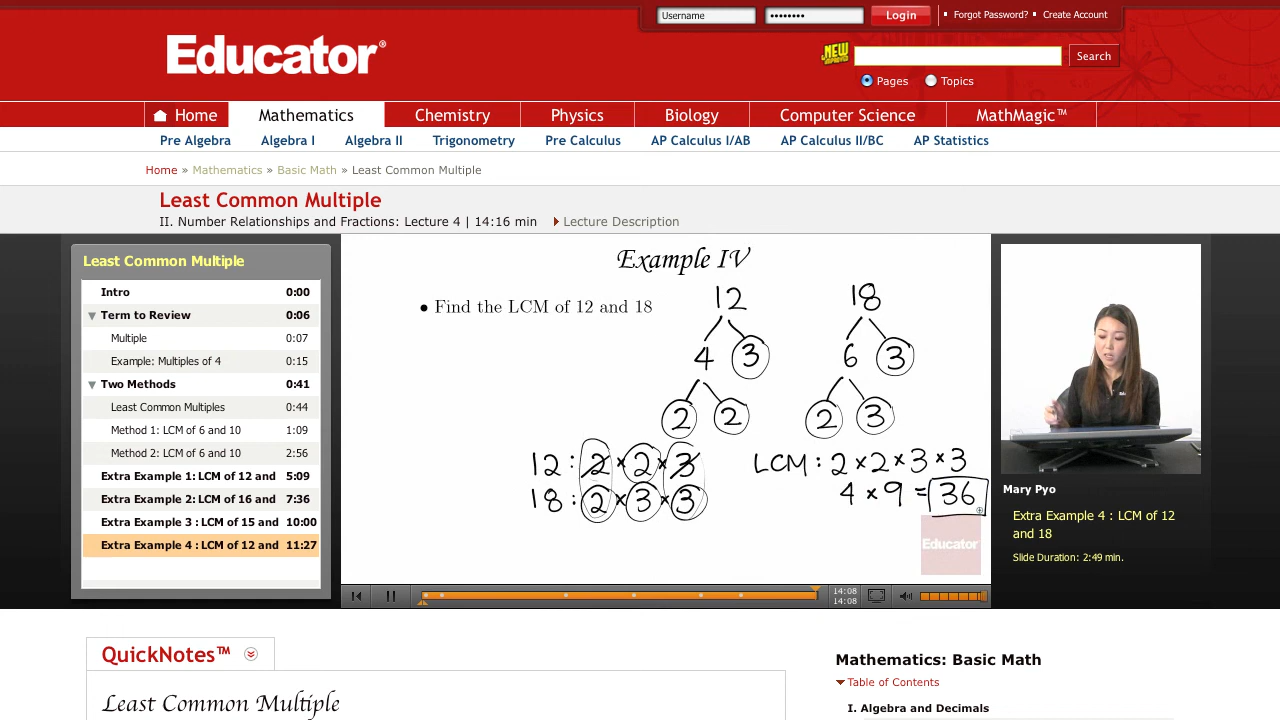 Username •••••••• Login Forgot Password? Create Account
Educator®
NEW Search
Pages Topics
Home Mathematics Chemistry Physics Biology Computer Science MathMagic™
Pre Algebra Algebra I Algebra II Trigonometry Pre Calculus AP Calculus I/AB AP Calculus II/BC AP Statistics
Home » Mathematics » Basic Math » Least Common Multiple
Least Common Multiple
II. Number Relationships and Fractions: Lecture 4 | 14:16 min Lecture Description
Least Common Multiple
Intro 0:00
Term to Review 0:06
Multiple 0:07
Example: Multiples of 4 0:15
Two Methods 0:41
Least Common Multiples 0:44
Method 1: LCM of 6 and 10 1:09
Method 2: LCM of 6 and 10 2:56
Extra Example 1: LCM of 12 and 5:09
Extra Example 2: LCM of 16 and 7:36
Extra Example 3 : LCM of 15 and 10:00
Extra Example 4 : LCM of 12 and 11:27
Example IV
• Find the LCM of 12 and 18
12 18
4 3 6 3
2 2 2 3
12 : 2 × 2 × 3
18 : 2 × 3 × 3
LCM : 2 × 2 × 3 × 3
4 × 9 = 36
Educator
14:08
14:08
Mary Pyo
Extra Example 4 : LCM of 12
and 18
Slide Duration: 2:49 min.
QuickNotes™
Least Common Multiple
Mathematics: Basic Math
Table of Contents
I. Algebra and Decimals